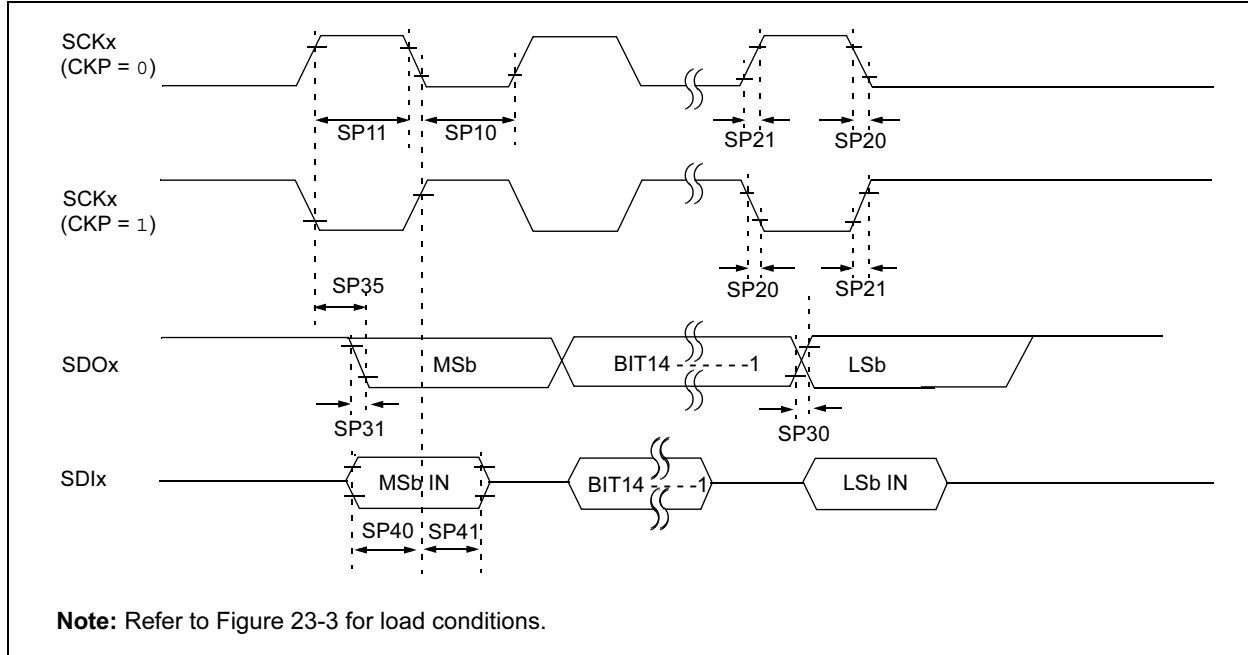 SCKx
(CKP = 0)
SP11
SP10
SP21
SP20
SCKx
(CKP = 1)
SP35
SP20
SP21
SDOx
MSb
BIT14 - - - - - -1
LSb
SP31
SP30
SDIx
MSb IN
BIT14 - - - -1
LSb IN
SP40
SP41
Note: Refer to Figure 23-3 for load conditions.